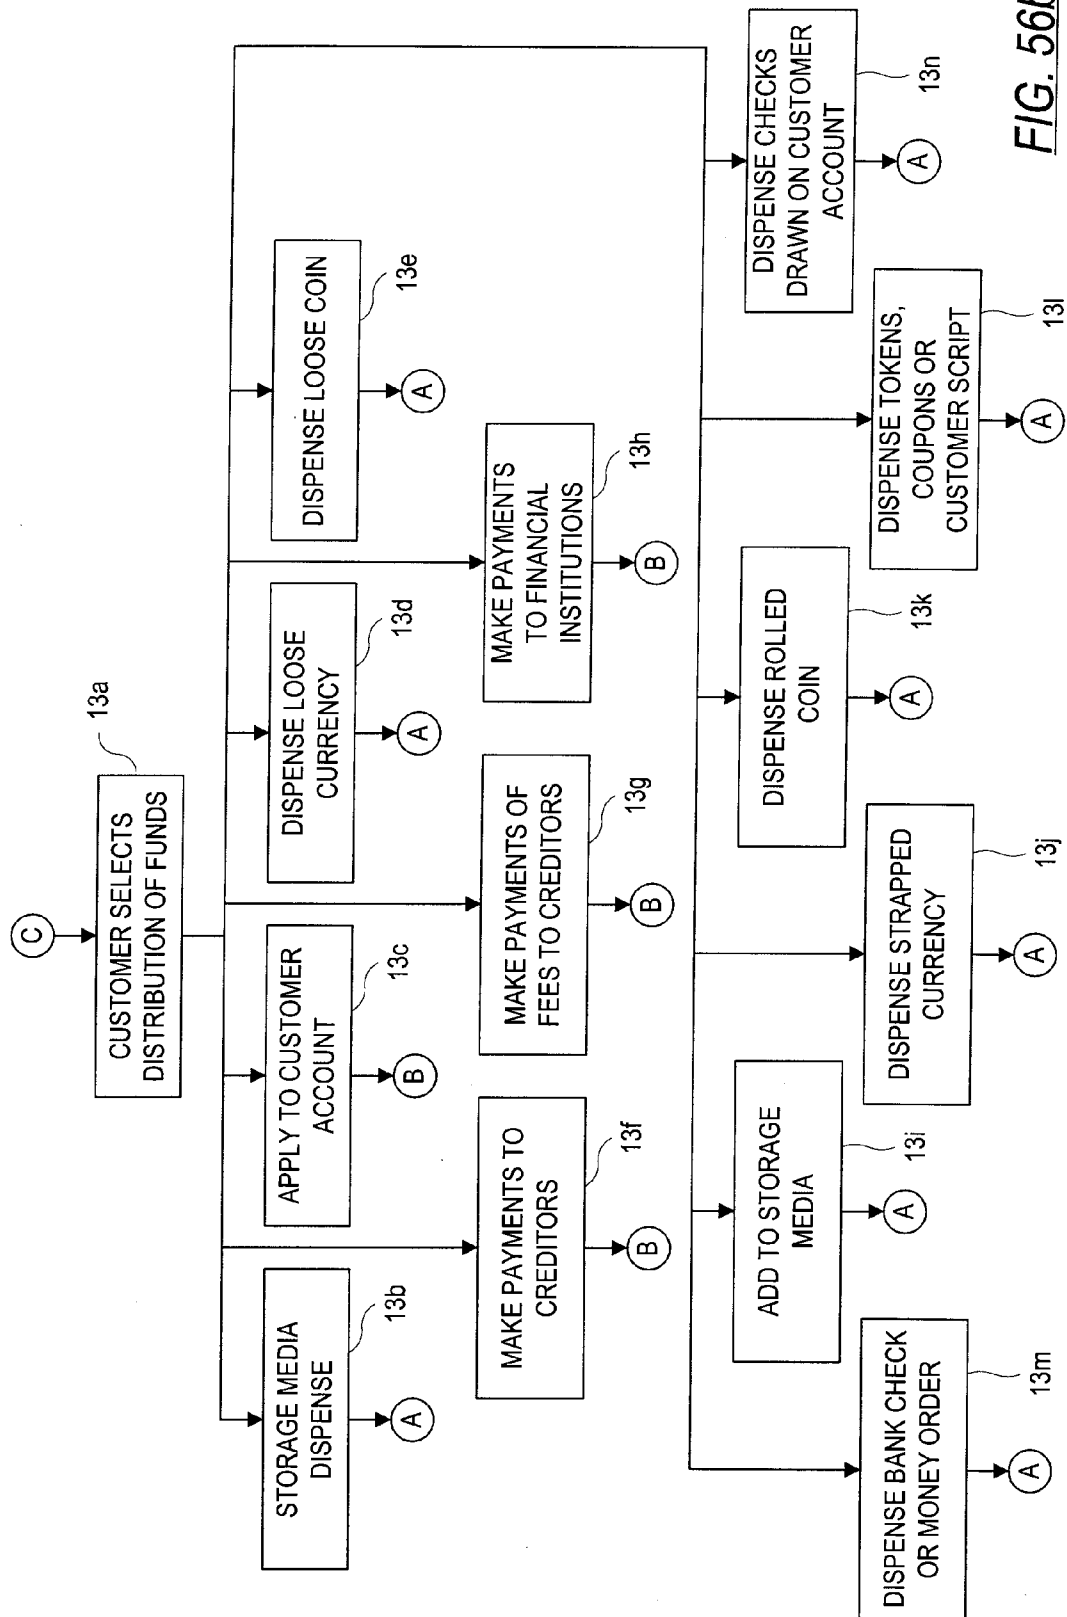 C
CUSTOMER SELECTS
DISTRIBUTION OF FUNDS
13a
STORAGE MEDIA
DISPENSE
13b
A
APPLY TO CUSTOMER
ACCOUNT
13c
B
DISPENSE LOOSE
CURRENCY
13d
A
DISPENSE LOOSE COIN
13e
A
MAKE PAYMENTS TO
CREDITORS
13f
B
MAKE PAYMENTS OF
FEES TO CREDITORS
13g
B
MAKE PAYMENTS
TO FINANCIAL
INSTITUTIONS
13h
B
ADD TO STORAGE
MEDIA
13i
A
DISPENSE STRAPPED
CURRENCY
13j
A
DISPENSE ROLLED
COIN
13k
A
DISPENSE TOKENS,
COUPONS OR
CUSTOMER SCRIPT
13l
A
DISPENSE BANK CHECK
OR MONEY ORDER
13m
A
DISPENSE CHECKS
DRAWN ON CUSTOMER
ACCOUNT
13n
A
FIG. 56b